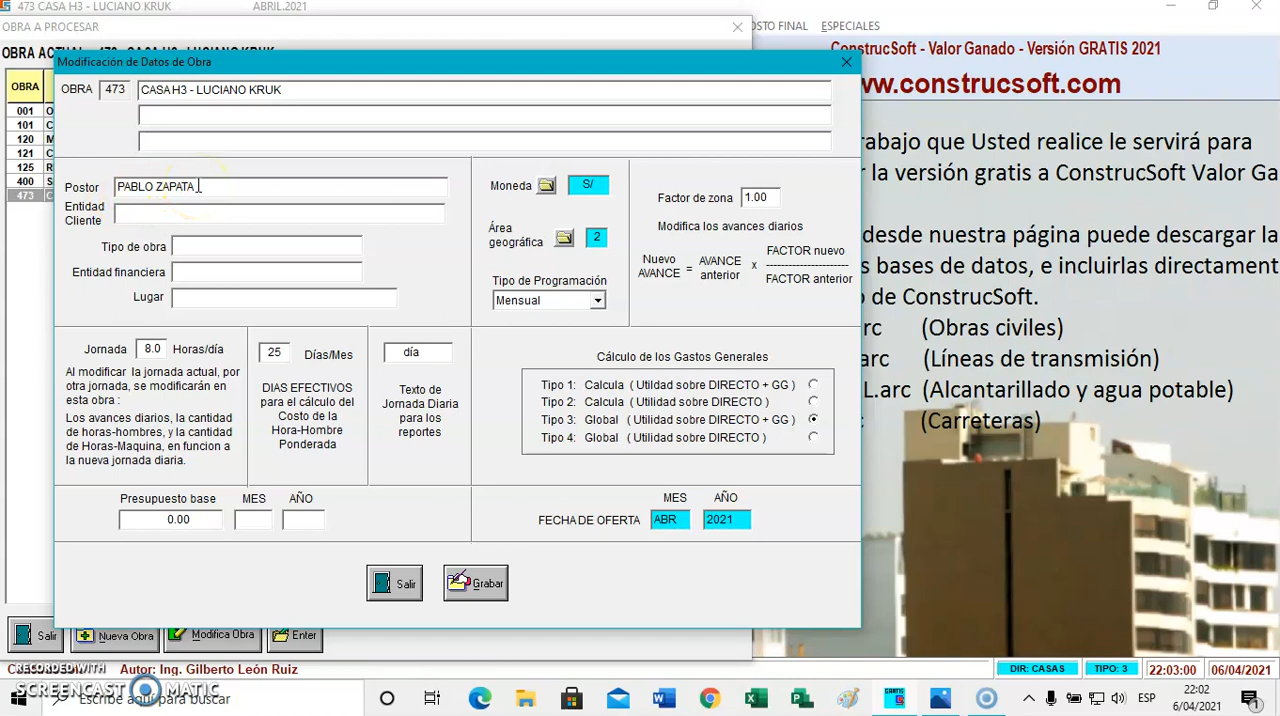 473 CASA H3 - LUCIANO KRUK ABRIL.2021
OBRA A PROCESAR
OSTO FINAL ESPECIALES
OBRA ACTUAL 473 CASA H3 - LUCIANO KRUK
ConstrucSoft - Valor Ganado - Versión GRATIS 2021
Modificación de Datos de Obra
OBRA 473 CASA H3 - LUCIANO KRUK
ww.construcsoft.com
OBRA
001 O
101 C
120 M
121 C
125 R
400 S
473 C
rabajo que Usted realice le servirá para
r la versión gratis a ConstrucSoft Valor Ga
desde nuestra página puede descargar la
s bases de datos, e incluirlas directament
o de ConstrucSoft.
rc (Obras civiles)
arc (Líneas de transmisión)
L.arc (Alcantarillado y agua potable)
c (Carreteras)
Postor PABLO ZAPATA
Entidad
Cliente
Tipo de obra
Entidad financiera
Lugar
Moneda S/
Área
geográfica 2
Tipo de Programación
Mensual
Factor de zona 1.00
Modifica los avances diarios
Nuevo
AVANCE = AVANCE
anterior x FACTOR nuevo
--------------------
FACTOR anterior
Jornada 8.0 Horas/día
Al modificar la jornada actual, por
otra jornada, se modificarán en
esta obra :
Los avances diarios, la cantidad
de horas-hombres, y la cantidad
de Horas-Maquina, en funcion a
la nueva jornada diaria.
25 Días/Mes
DIAS EFECTIVOS
para el cálculo del
Costo de la
Hora-Hombre
Ponderada
día
Texto de
Jornada Diaria
para los
reportes
Cálculo de los Gastos Generales
Tipo 1: Calcula ( Utilidad sobre DIRECTO + GG )
Tipo 2: Calcula ( Utilidad sobre DIRECTO )
Tipo 3: Global ( Utilidad sobre DIRECTO + GG )
Tipo 4: Global ( Utilidad sobre DIRECTO )
Presupuesto base MES AÑO
0.00
MES AÑO
FECHA DE OFERTA ABR 2021
Salir Grabar
Salir Nueva Obra Modifica Obra Enter
Autor: Ing. Gilberto León Ruiz
DIR: CASAS TIPO: 3 22:03:00 06/04/2021
RECORDED WITH
SCREENCAST MATIC
Escribe aquí para buscar
ESP
22:02
6/04/2021